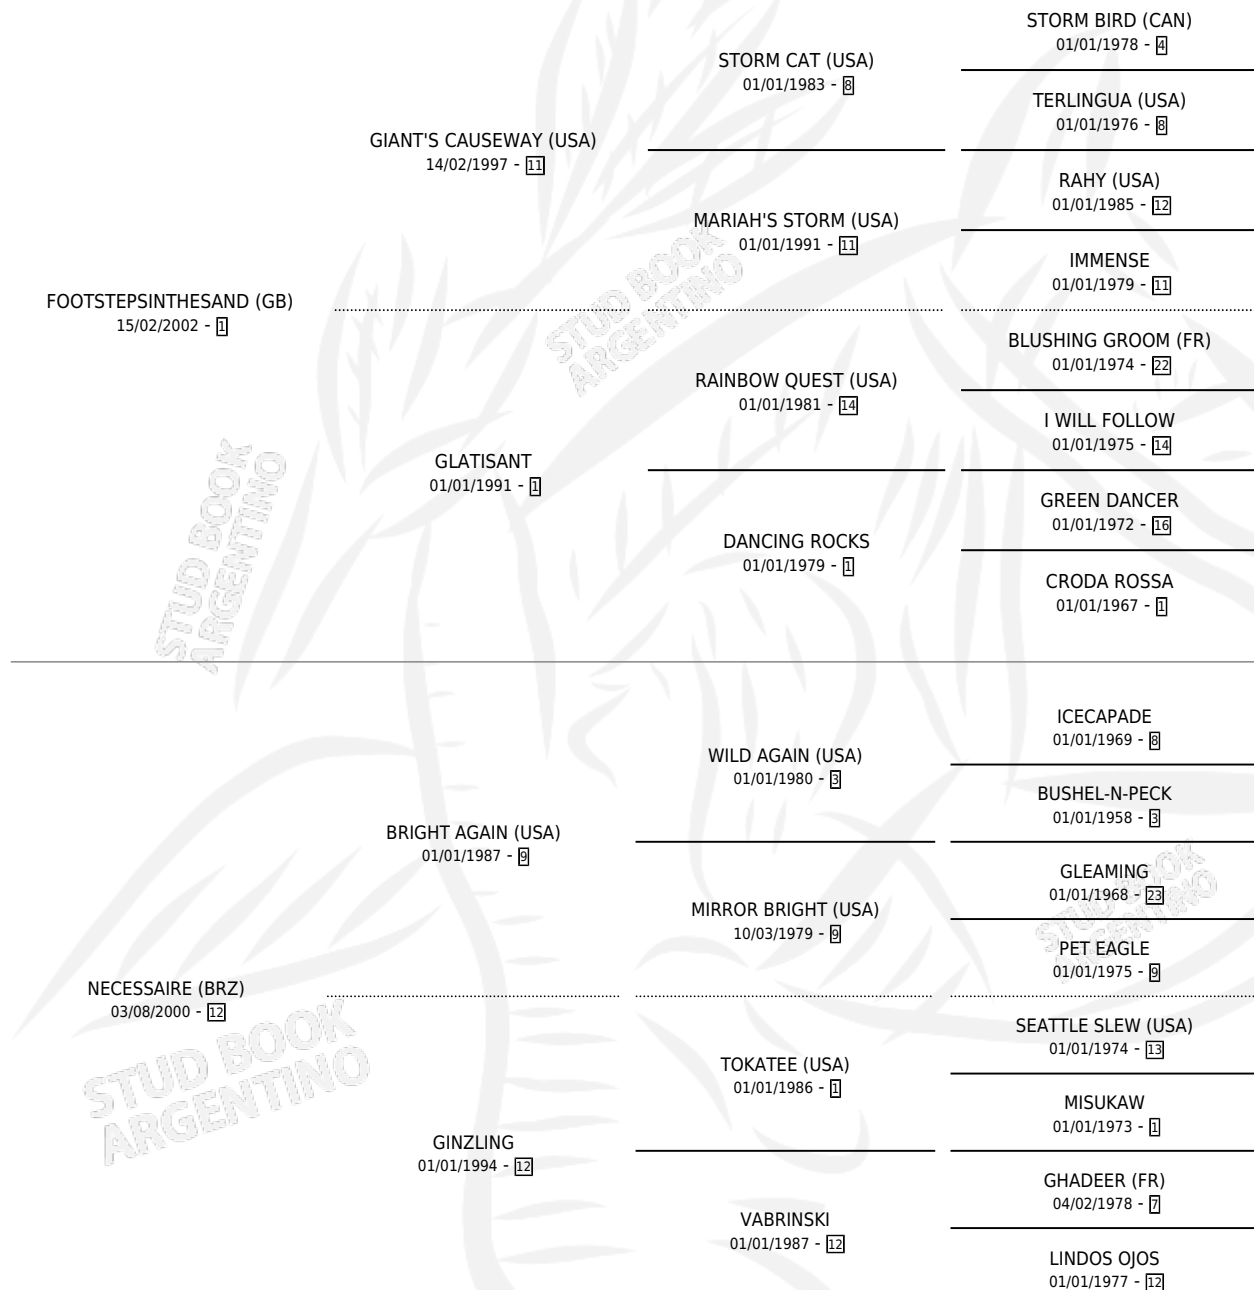 STORM BIRD (CAN)
01/01/1978 - 4
STORM CAT (USA)
01/01/1983 - 8
TERLINGUA (USA)
01/01/1976 - 8
GIANT'S CAUSEWAY (USA)
14/02/1997 - 11
RAHY (USA)
01/01/1985 - 12
MARIAH'S STORM (USA)
01/01/1991 - 11
IMMENSE
01/01/1979 - 11
FOOTSTEPSINTHESAND (GB)
15/02/2002 - 1
STUD BOOK
ARGENTINO
BLUSHING GROOM (FR)
01/01/1974 - 22
RAINBOW QUEST (USA)
01/01/1981 - 14
I WILL FOLLOW
01/01/1975 - 14
GLATISANT
01/01/1991 - 1
GREEN DANCER
01/01/1972 - 16
DANCING ROCKS
01/01/1979 - 1
CRODA ROSSA
01/01/1967 - 1
STUD BOOK
ARGENTINO
ICECAPADE
01/01/1969 - 8
WILD AGAIN (USA)
01/01/1980 - 3
BUSHEL-N-PECK
01/01/1958 - 3
BRIGHT AGAIN (USA)
01/01/1987 - 9
GLEAMING
01/01/1968 - 23
MIRROR BRIGHT (USA)
10/03/1979 - 9
STUD BOOK
ARGENTINO
PET EAGLE
01/01/1975 - 9
NECESSAIRE (BRZ)
03/08/2000 - 12
SEATTLE SLEW (USA)
01/01/1974 - 13
TOKATEE (USA)
01/01/1986 - 1
STUD BOOK
ARGENTINO
MISUKAW
01/01/1973 - 1
GINZLING
01/01/1994 - 12
GHADEER (FR)
04/02/1978 - 7
VABRINSKI
01/01/1987 - 12
LINDOS OJOS
01/01/1977 - 12